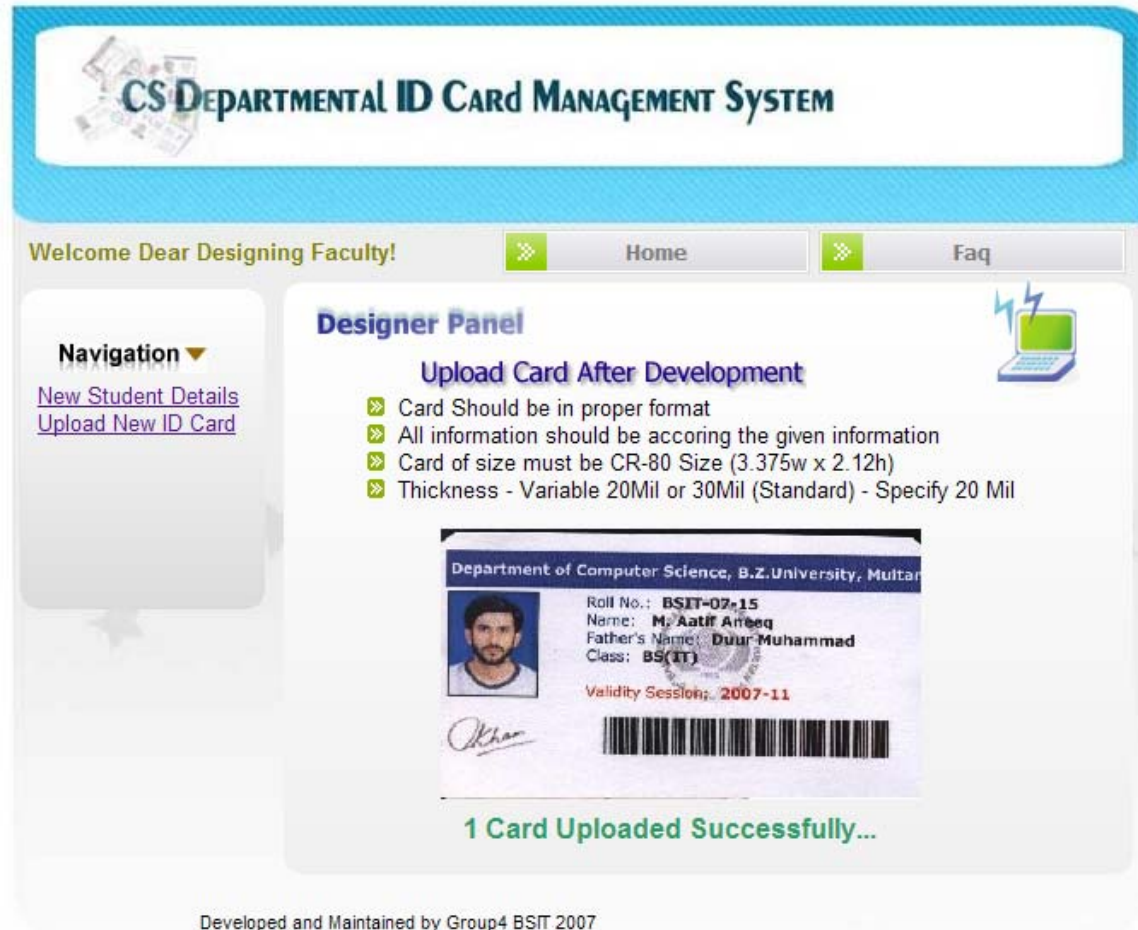 CS Departmental ID Card Management System
Welcome Dear Designing Faculty!
Home
Faq
Navigation
New Student Details
Upload New ID Card
Designer Panel
Upload Card After Development
Card Should be in proper format
All information should be accoring the given information
Card of size must be CR-80 Size (3.375w x 2.12h)
Thickness - Variable 20Mil or 30Mil (Standard) - Specify 20 Mil
Department of Computer Science, B.Z.University, Multan
Roll No.: BSIT-07-15
Name: M. Aatif Aneeq
Father's Name: Duur Muhammad
Class: BS(IT)
Validity Session: 2007-11
1 Card Uploaded Successfully...
Developed and Maintained by Group4 BSIT 2007